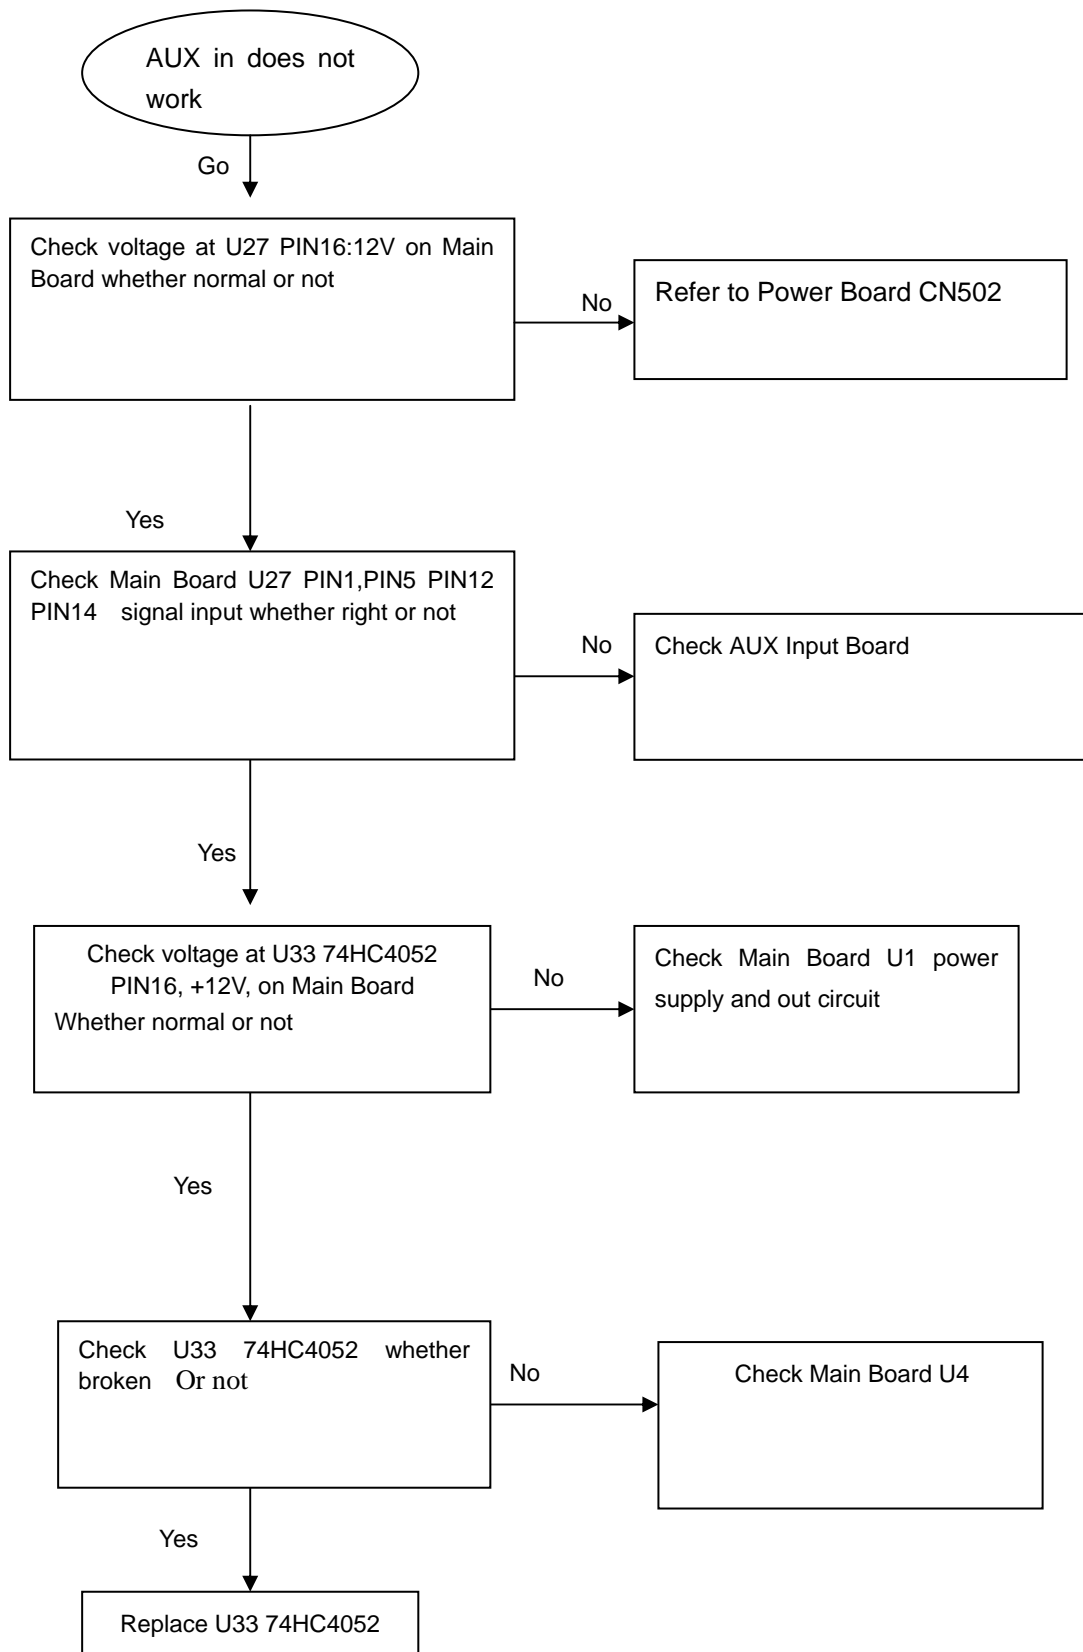 AUX in does not
work
Go
Check voltage at U27 PIN16:12V on Main
Board whether normal or not
No
Refer to Power Board CN502
Yes
Check Main Board U27 PIN1,PIN5 PIN12
PIN14 signal input whether right or not
No
Check AUX Input Board
Yes
Check voltage at U33 74HC4052
PIN16, +12V, on Main Board
Whether normal or not
No
Check Main Board U1 power
supply and out circuit
Yes
Check U33 74HC4052 whether
broken Or not
No
Check Main Board U4
Yes
Replace U33 74HC4052